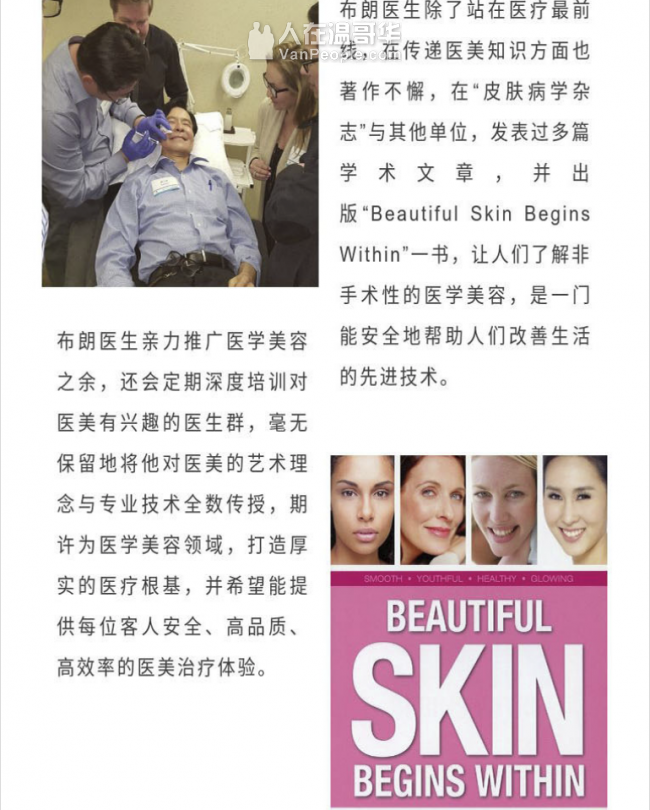 人在温哥华
VanPeople.com
布朗医生除了站在医疗最前
线，在传递医美知识方面也
著作不懈，在“皮肤病学杂
志”与其他单位，发表过多篇
学术文章，并出
版“Beautiful Skin Begins
Within”一书，让人们了解非
手术性的医学美容，是一门
能安全地帮助人们改善生活
的先进技术。
布朗医生亲力推广医学美容
之余，还会定期深度培训对
医美有兴趣的医生群，毫无
保留地将他对医美的艺术理
念与专业技术全数传授，期
许为医学美容领域，打造厚
实的医疗根基，并希望能提
供每位客人安全、高品质、
高效率的医美治疗体验。
SMOOTH • YOUTHFUL • HEALTHY • GLOWING
BEAUTIFUL
SKIN
BEGINS WITHIN